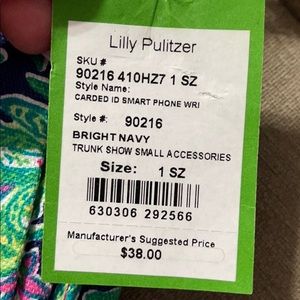 Lilly Pulitzer
SKU #
90216 410HZ7 1 SZ
Style Name:
CARDED ID SMART PHONE WRI
Style #: 90216
BRIGHT NAVY
TRUNK SHOW SMALL ACCESSORIES
Size: 1 SZ
630306 292566
Manufacturer's Suggested Price
$38.00